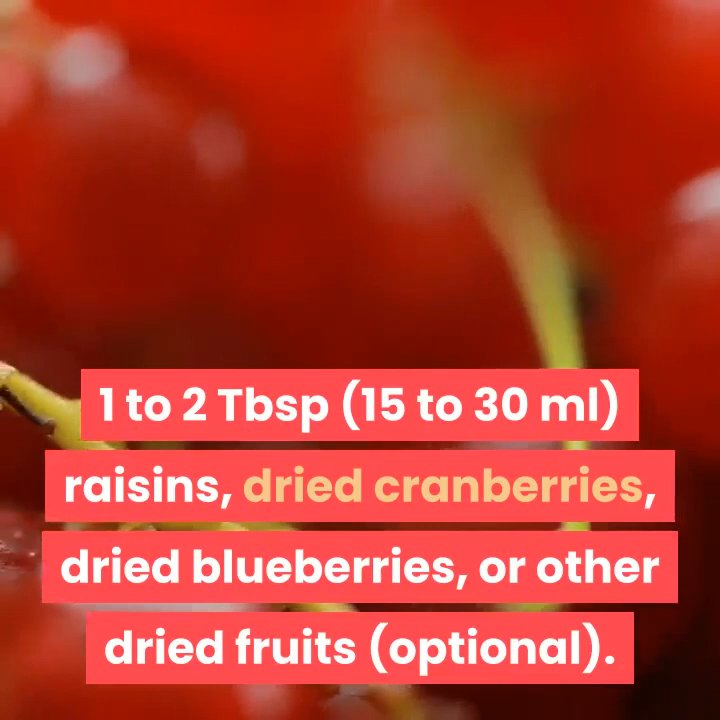 1 to 2 Tbsp (15 to 30 ml)
raisins, dried cranberries,
dried blueberries, or other
dried fruits (optional).